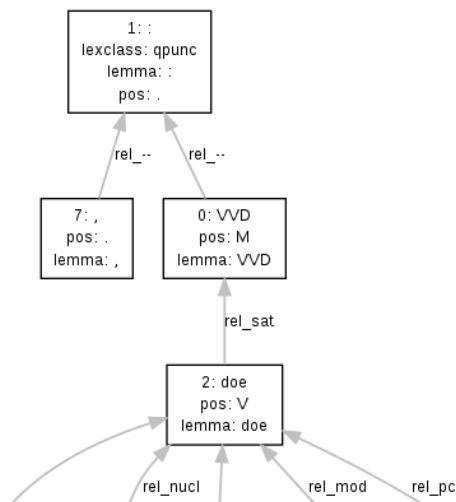 1: :
lexclass: qpunc
lemma: :
pos: .
rel_--
rel_--
7: ,
pos: .
lemma: ,
0: VVD
pos: M
lemma: VVD
rel_sat
2: doe
pos: V
lemma: doe
rel_nucl
rel_mod
rel_pc